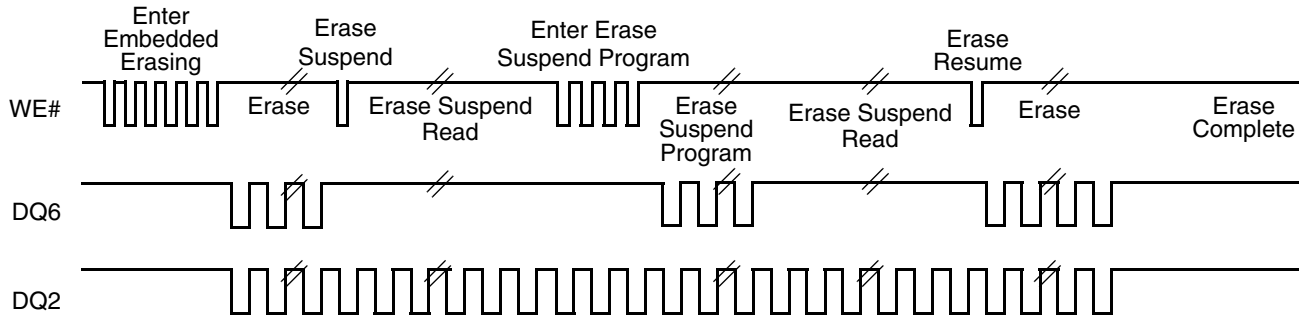 Enter
Embedded
Erasing
Erase
Suspend
Enter Erase
Suspend Program
Erase
Resume
WE#
Erase
Erase Suspend
Read
Erase
Suspend
Program
Erase Suspend
Read
Erase
Erase
Complete
DQ6
DQ2